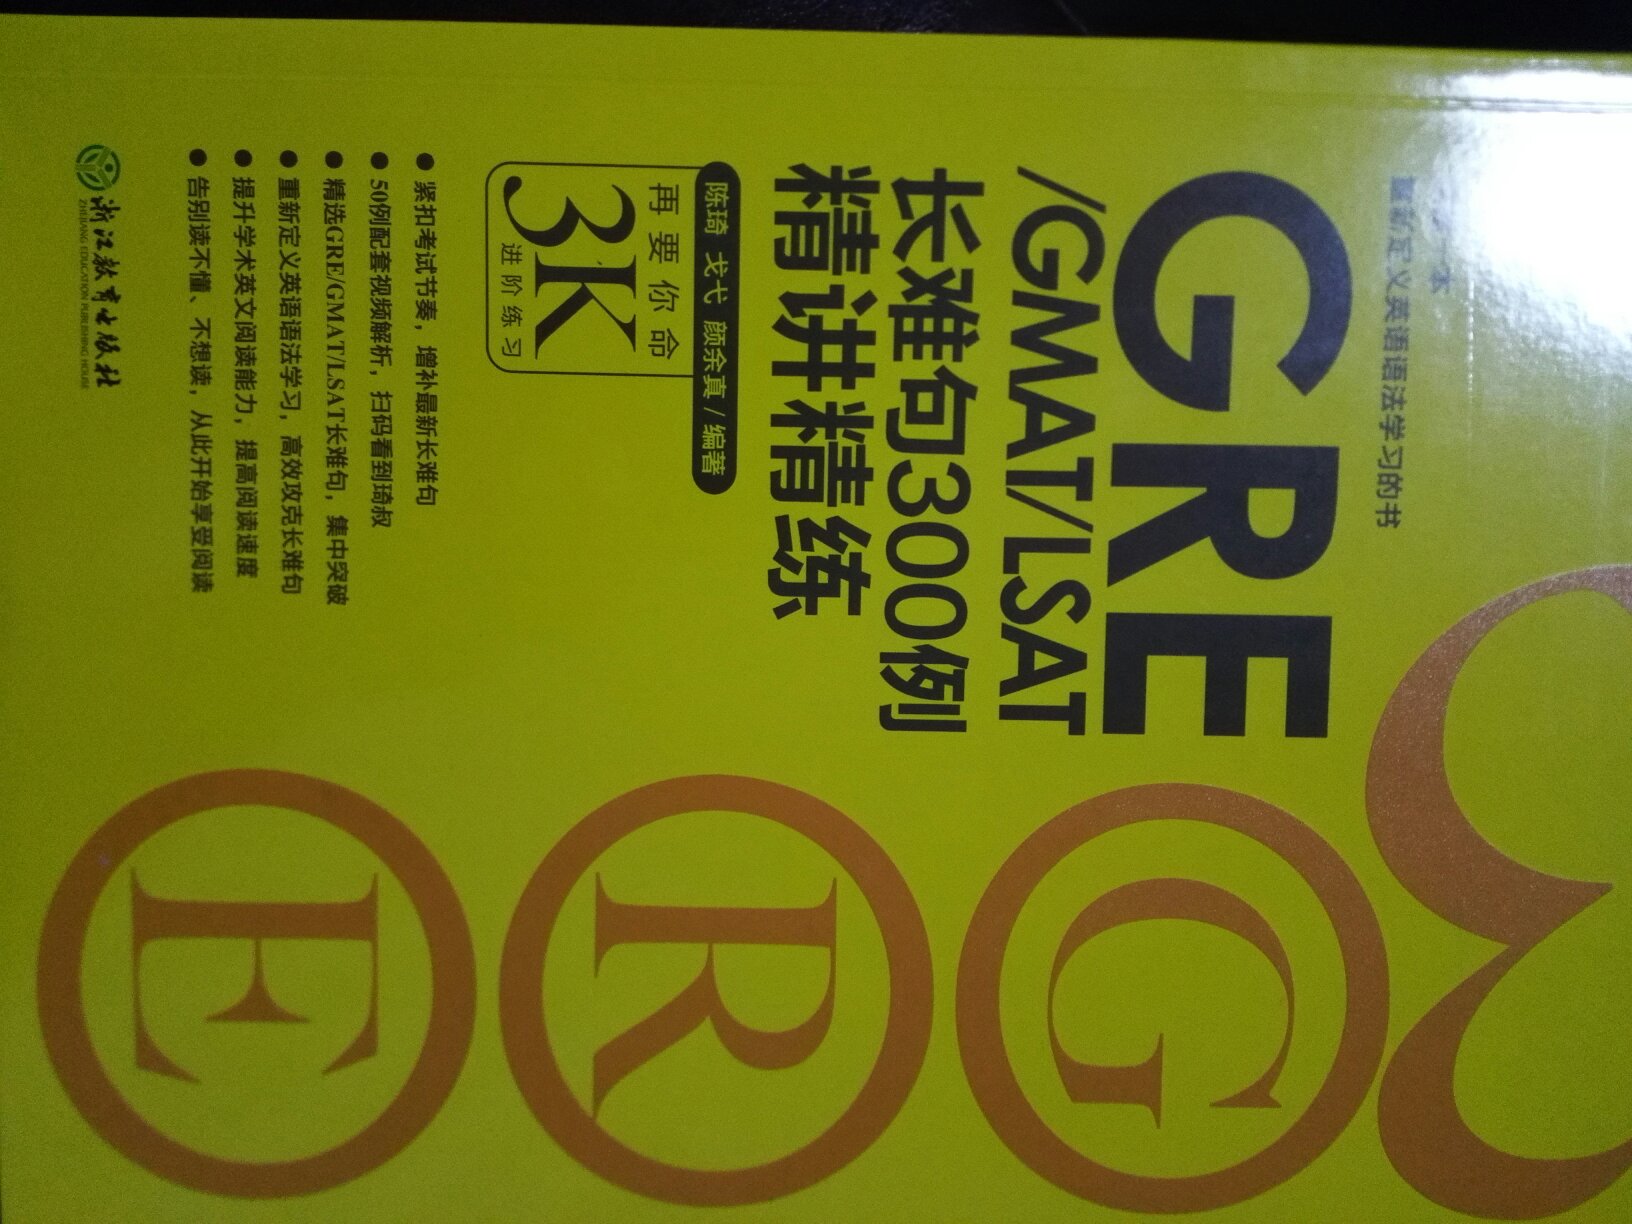 重新定义英语语法学习的书
GRE
/GMAT/LSAT
长难句300例
精讲精练
陈琦 戈弋 颜余真/编著
再要你命
3K
进阶练习
● 紧扣考试节奏，增补最新长难句
● 50例配套视频解析，扫码看到琦叔
● 精选GRE/GMAT/LSAT长难句，集中突破
● 重新定义英语语法学习，高效攻克长难句
● 提升学术英文阅读能力，提高阅读速度
● 告别读不懂、不想读，从此开始享受阅读
浙江教育出版社
ZHEJIANG EDUCATION PUBLISHING HOUSE
3
G
R
E